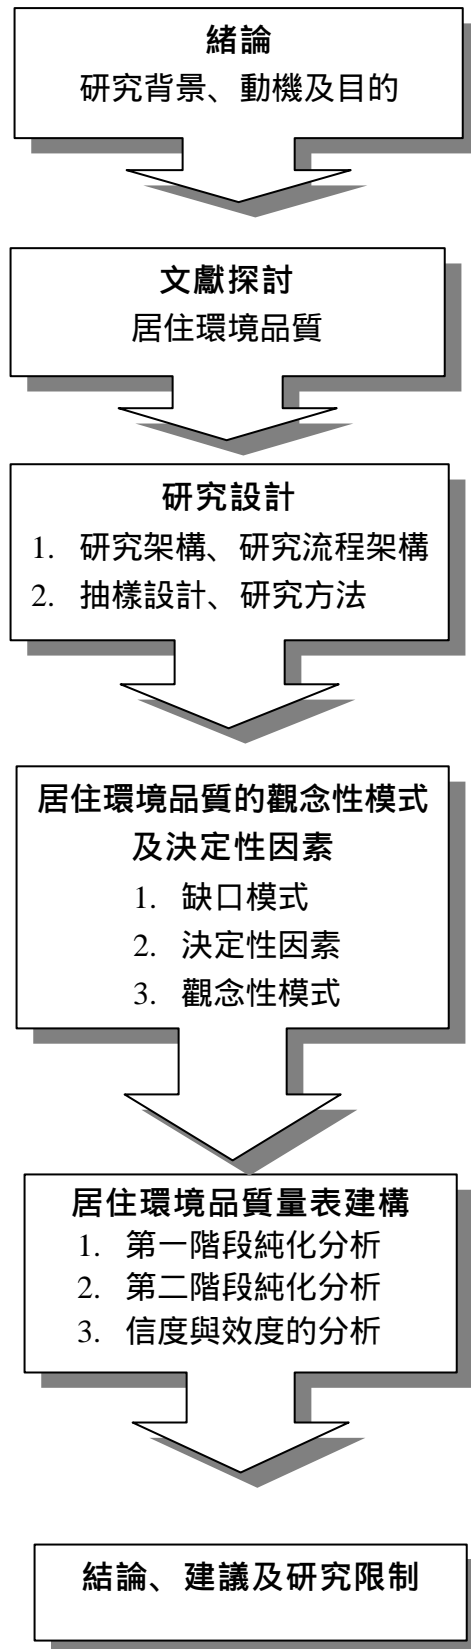 緒論
研究背景、動機及目的
文獻探討
居住環境品質
研究設計
1. 研究架構、研究流程架構
2. 抽樣設計、研究方法
居住環境品質的觀念性模式
及決定性因素
1. 缺口模式
2. 決定性因素
3. 觀念性模式
居住環境品質量表建構
1. 第一階段純化分析
2. 第二階段純化分析
3. 信度與效度的分析
結論、建議及研究限制